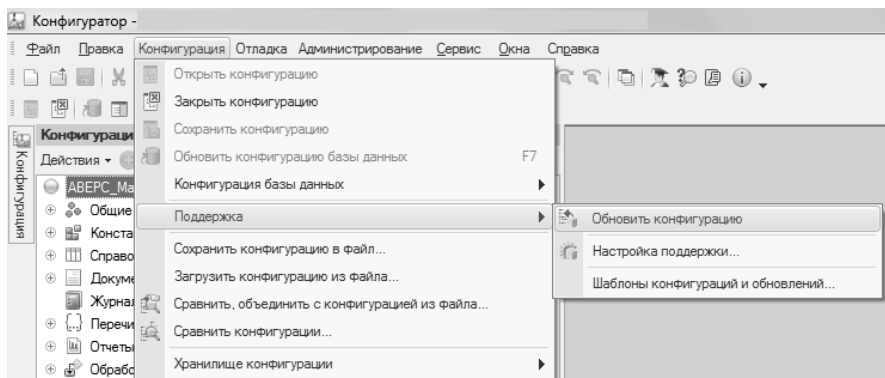 Конфигуратор -
Файл Правка Конфигурация Отладка Администрирование Сервис Окна Справка
Открыть конфигурацию
Закрыть конфигурацию
Сохранить конфигурацию
Обновить конфигурацию базы данных F7
Конфигурация базы данных
Поддержка
Сохранить конфигурацию в файл...
Загрузить конфигурацию из файла...
Сравнить, объединить с конфигурацией из файла...
Сравнить конфигурации...
Хранилище конфигурации
Обновить конфигурацию
Настройка поддержки...
Шаблоны конфигураций и обновлений...
Конфигурация
Конфигураци
Действия
АВЕРС_Ма
Общие
Конста
Справо
Докуме
Журнал
Перечи
Отчеты
Обрабо